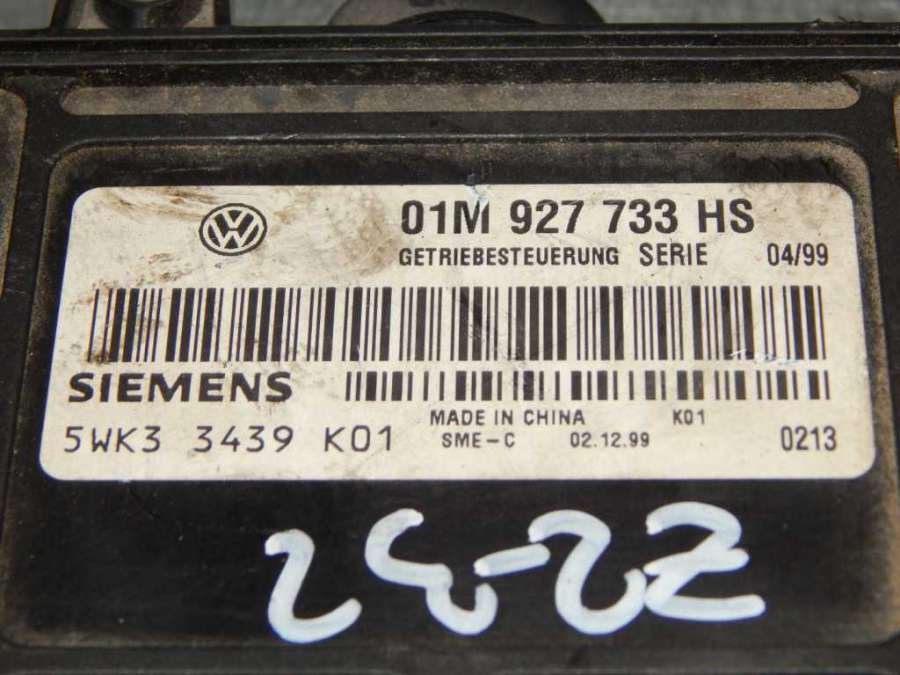 01M 927 733 HS
GETRIEBESTEUERUNG SERIE 04/99
SIEMENS
MADE IN CHINA K01
5WK3 3439 K01 SME-C 02.12.99 0213